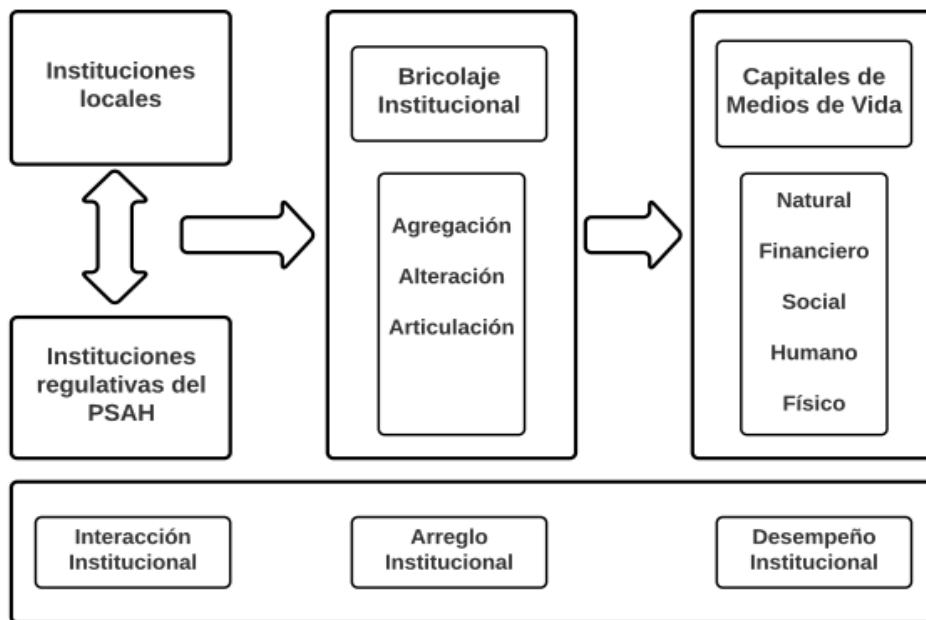 Instituciones
locales
Instituciones
regulativas del
PSAH
Bricolaje
Institucional
Agregación
Alteración
Articulación
Capitales de
Medios de Vida
Natural
Financiero
Social
Humano
Físico
Interacción
Institucional
Arreglo
Institucional
Desempeño
Institucional